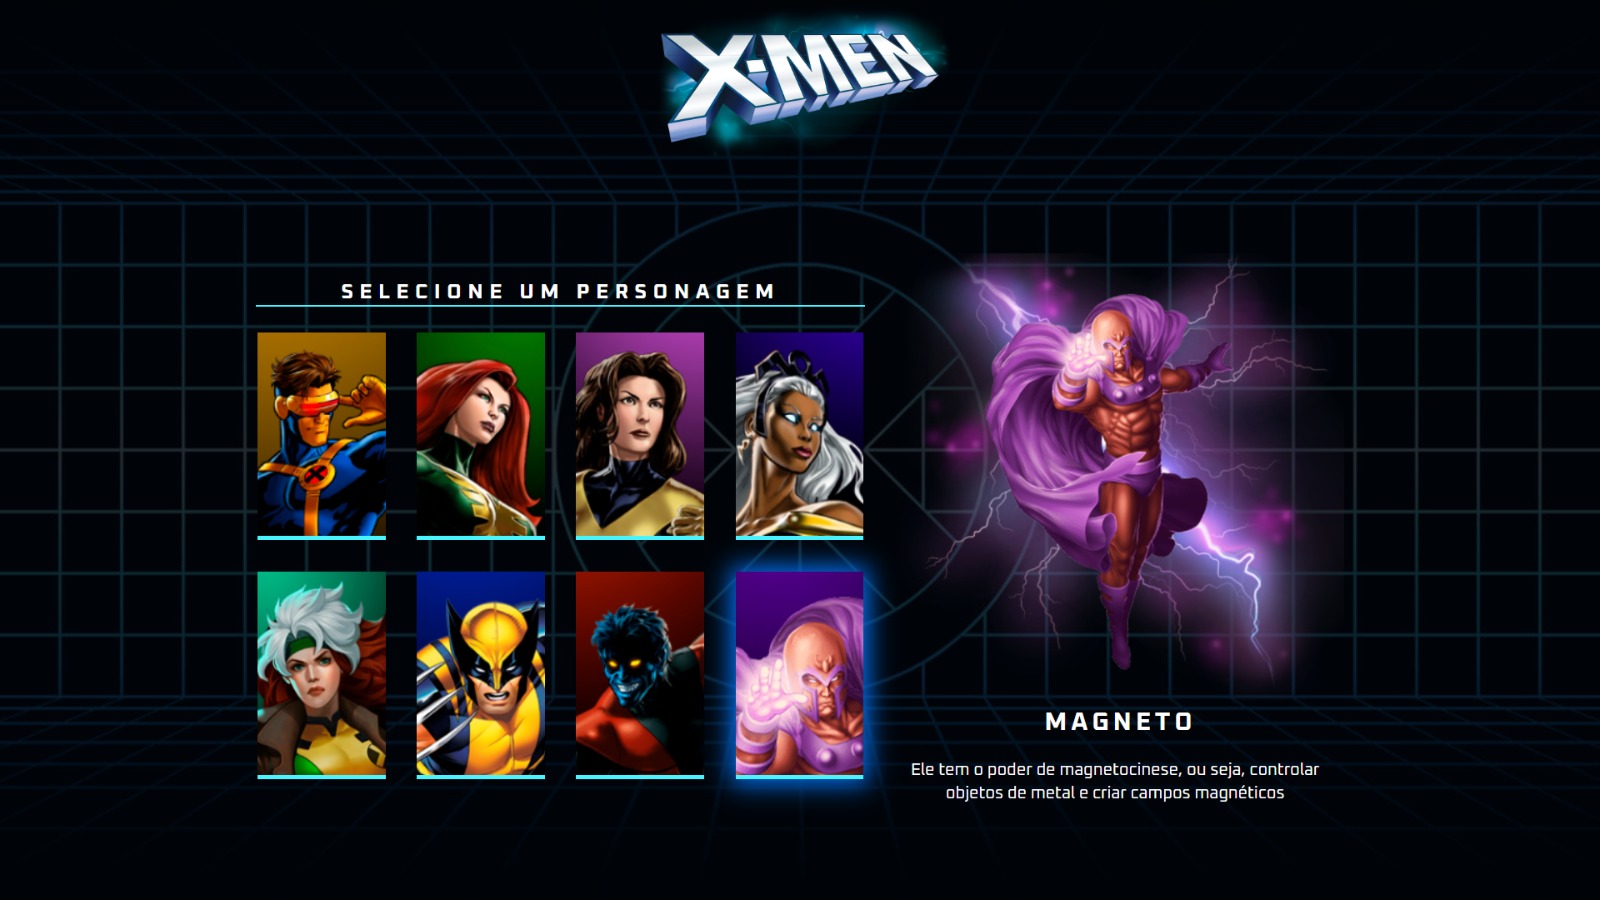 X-MEN
SELECIONE UM PERSONAGEM
MAGNETO
Ele tem o poder de magnetocinese, ou seja, controlar
objetos de metal e criar campos magnéticos